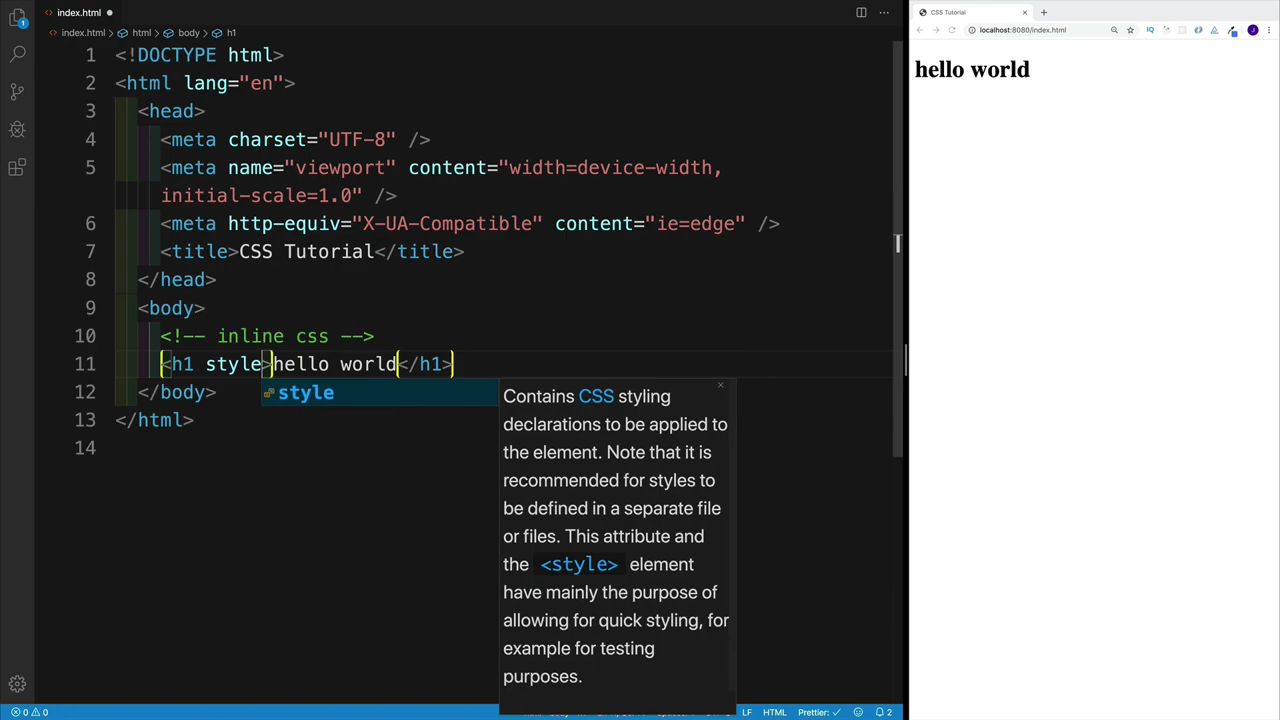 index.html
index.html html body h1
1 <!DOCTYPE html>
2 <html lang="en">
3 <head>
4 <meta charset="UTF-8" />
5 <meta name="viewport" content="width=device-width,
initial-scale=1.0" />
6 <meta http-equiv="X-UA-Compatible" content="ie=edge" />
7 <title>CSS Tutorial</title>
8 </head>
9 <body>
10 <!-- inline css -->
11 <h1 style>hello world</h1>
12 </body>
13 </html>
14
style
Contains CSS styling
declarations to be applied to
the element. Note that it is
recommended for styles to
be defined in a separate file
or files. This attribute and
the <style> element
have mainly the purpose of
allowing for quick styling, for
example for testing
purposes.
1
0 0
LF HTML Prettier: ✓ 2
CSS Tutorial
localhost:8080/index.html
J
hello world